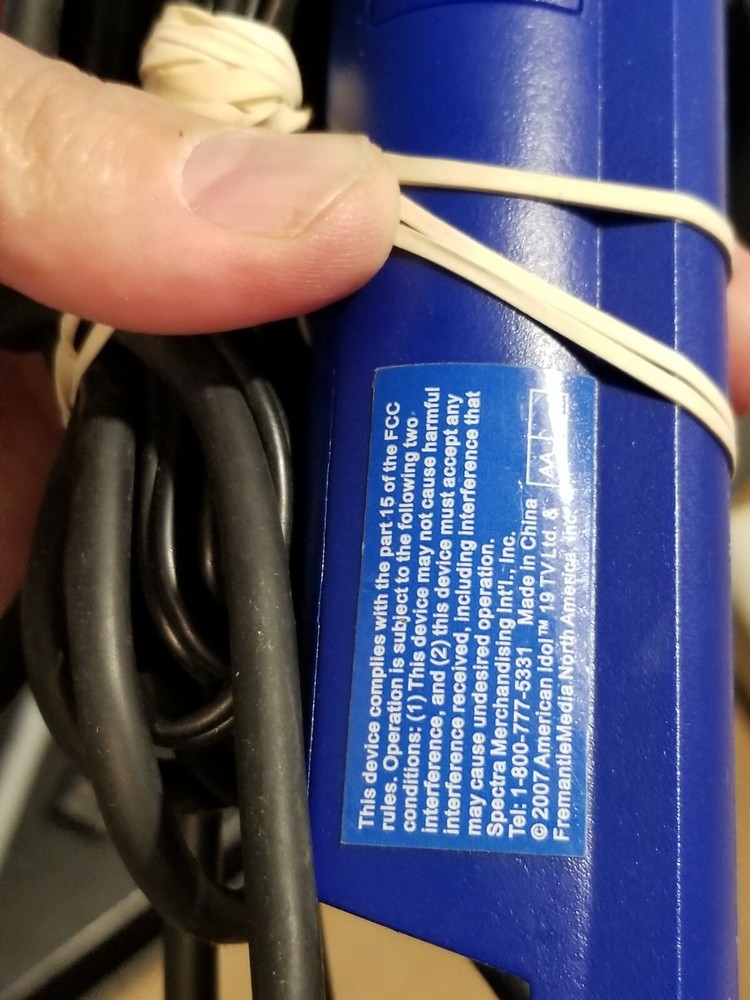 This device complies with the part 15 of the FCC
rules. Operation is subject to the following two
conditions: (1) This device may not cause harmful
interference, and (2) this device must accept any
interference received, including interference that
may cause undesired operation.
Spectra Merchandising Int'l., Inc.
Tel: 1-800-777-5331 Made in China
© 2007 American Idol™ 19 TV Ltd. &
FremantleMedia North America, Inc.
AA